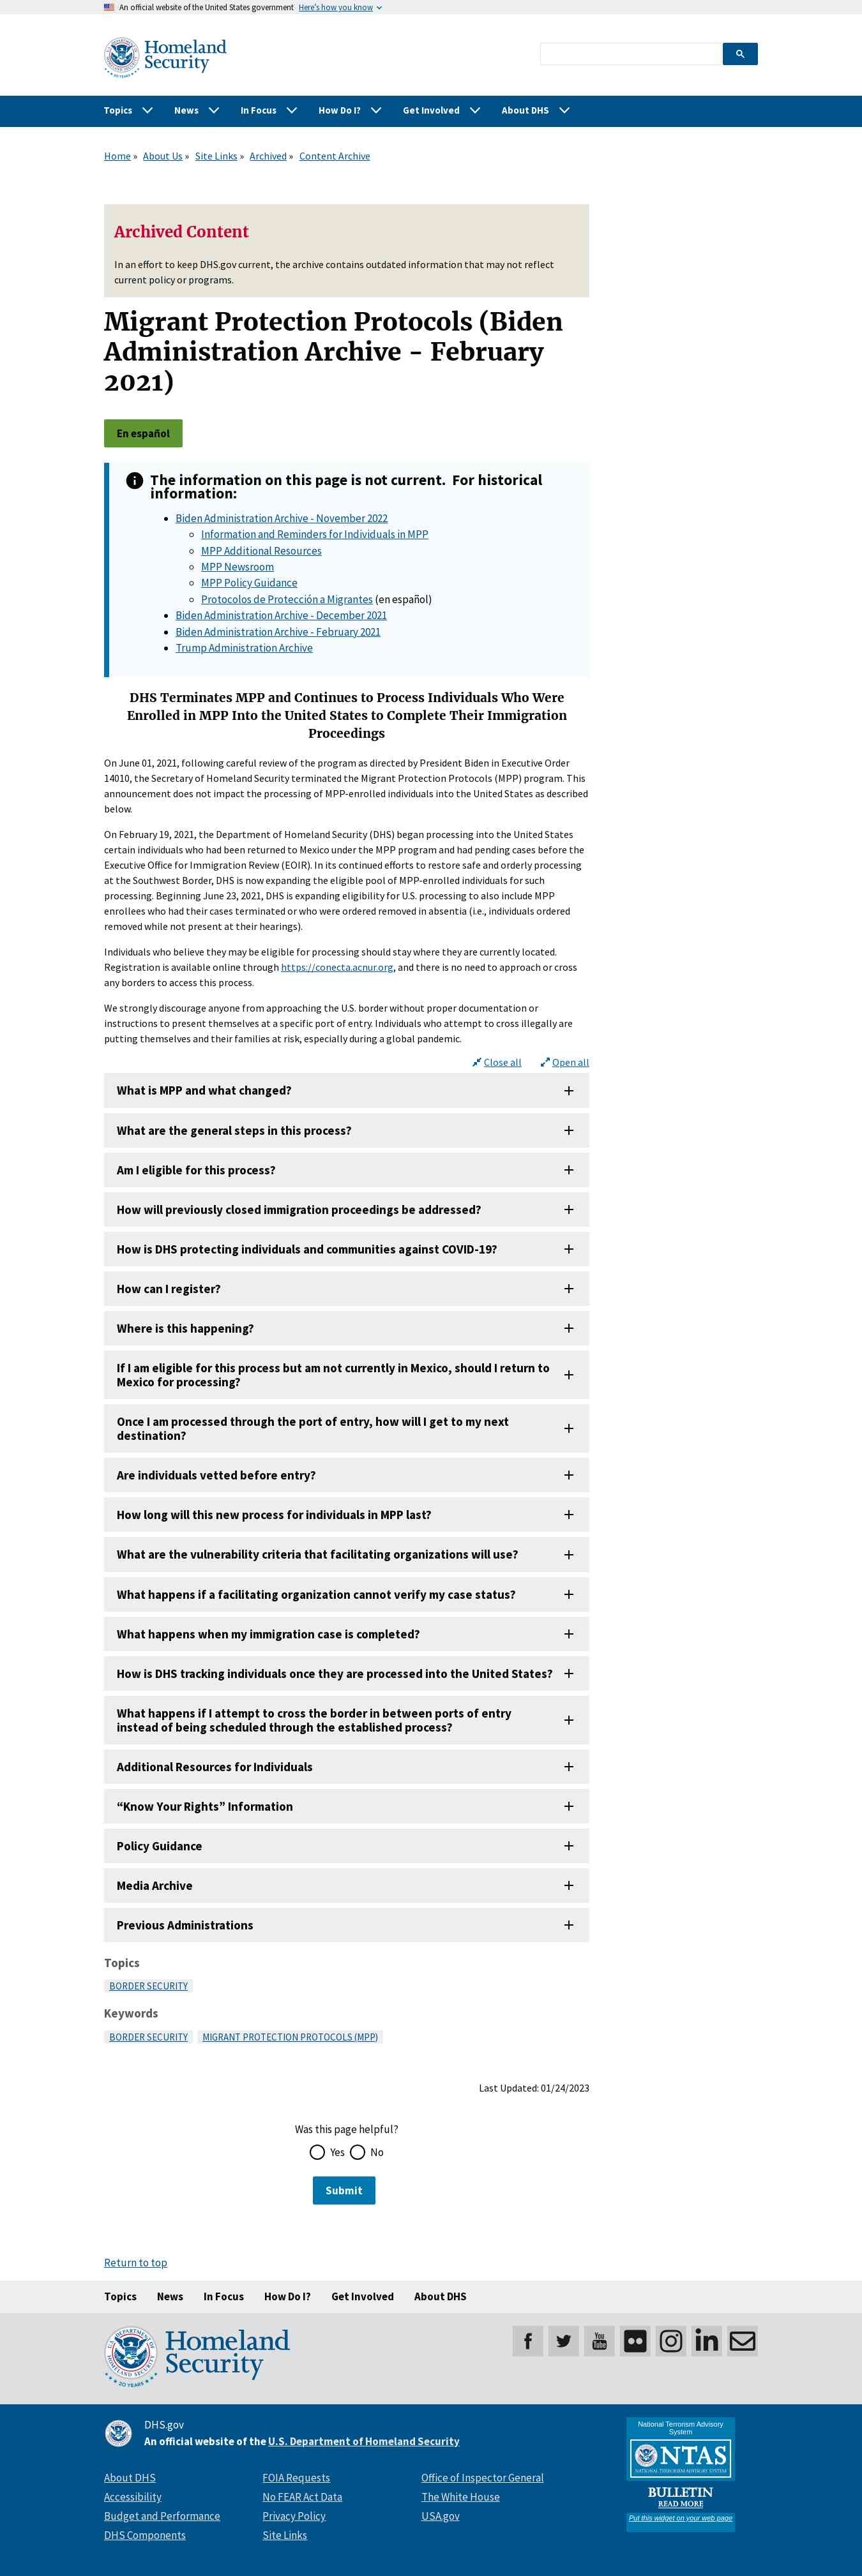 An official website of the United States government Here's how you know
Homeland
Security
Topics News In Focus How Do I? Get Involved About DHS
Home » About Us » Site Links » Archived » Content Archive
Archived Content
In an effort to keep DHS.gov current, the archive contains outdated information that may not reflect
current policy or programs.
Migrant Protection Protocols (Biden
Administration Archive - February
2021)
En español
The information on this page is not current. For historical
information:
Biden Administration Archive - November 2022
Information and Reminders for Individuals in MPP
MPP Additional Resources
MPP Newsroom
MPP Policy Guidance
Protocolos de Protección a Migrantes (en español)
Biden Administration Archive - December 2021
Biden Administration Archive - February 2021
Trump Administration Archive
DHS Terminates MPP and Continues to Process Individuals Who Were
Enrolled in MPP Into the United States to Complete Their Immigration
Proceedings
On June 01, 2021, following careful review of the program as directed by President Biden in Executive Order
14010, the Secretary of Homeland Security terminated the Migrant Protection Protocols (MPP) program. This
announcement does not impact the processing of MPP-enrolled individuals into the United States as described
below.
On February 19, 2021, the Department of Homeland Security (DHS) began processing into the United States
certain individuals who had been returned to Mexico under the MPP program and had pending cases before the
Executive Office for Immigration Review (EOIR). In its continued efforts to restore safe and orderly processing
at the Southwest Border, DHS is now expanding the eligible pool of MPP-enrolled individuals for such
processing. Beginning June 23, 2021, DHS is expanding eligibility for U.S. processing to also include MPP
enrollees who had their cases terminated or who were ordered removed in absentia (i.e., individuals ordered
removed while not present at their hearings).
Individuals who believe they may be eligible for processing should stay where they are currently located.
Registration is available online through https://conecta.acnur.org, and there is no need to approach or cross
any borders to access this process.
We strongly discourage anyone from approaching the U.S. border without proper documentation or
instructions to present themselves at a specific port of entry. Individuals who attempt to cross illegally are
putting themselves and their families at risk, especially during a global pandemic.
Close all Open all
What is MPP and what changed?
What are the general steps in this process?
Am I eligible for this process?
How will previously closed immigration proceedings be addressed?
How is DHS protecting individuals and communities against COVID-19?
How can I register?
Where is this happening?
If I am eligible for this process but am not currently in Mexico, should I return to
Mexico for processing?
Once I am processed through the port of entry, how will I get to my next
destination?
Are individuals vetted before entry?
How long will this new process for individuals in MPP last?
What are the vulnerability criteria that facilitating organizations will use?
What happens if a facilitating organization cannot verify my case status?
What happens when my immigration case is completed?
How is DHS tracking individuals once they are processed into the United States?
What happens if I attempt to cross the border in between ports of entry
instead of being scheduled through the established process?
Additional Resources for Individuals
“Know Your Rights” Information
Policy Guidance
Media Archive
Previous Administrations
Topics
BORDER SECURITY
Keywords
BORDER SECURITY MIGRANT PROTECTION PROTOCOLS (MPP)
Last Updated: 01/24/2023
Was this page helpful?
Yes No
Submit
Return to top
Topics News In Focus How Do I? Get Involved About DHS
U.S. DEPARTMENT OF HOMELAND SECURITY
20 YEARS
Homeland
Security
You
Tube
DHS.gov
An official website of the U.S. Department of Homeland Security
About DHS
Accessibility
Budget and Performance
DHS Components
FOIA Requests
No FEAR Act Data
Privacy Policy
Site Links
Office of Inspector General
The White House
USA.gov
National Terrorism Advisory
System
NTAS
NATIONAL TERRORISM ADVISORY SYSTEM
BULLETIN
READ MORE
Put this widget on your web page